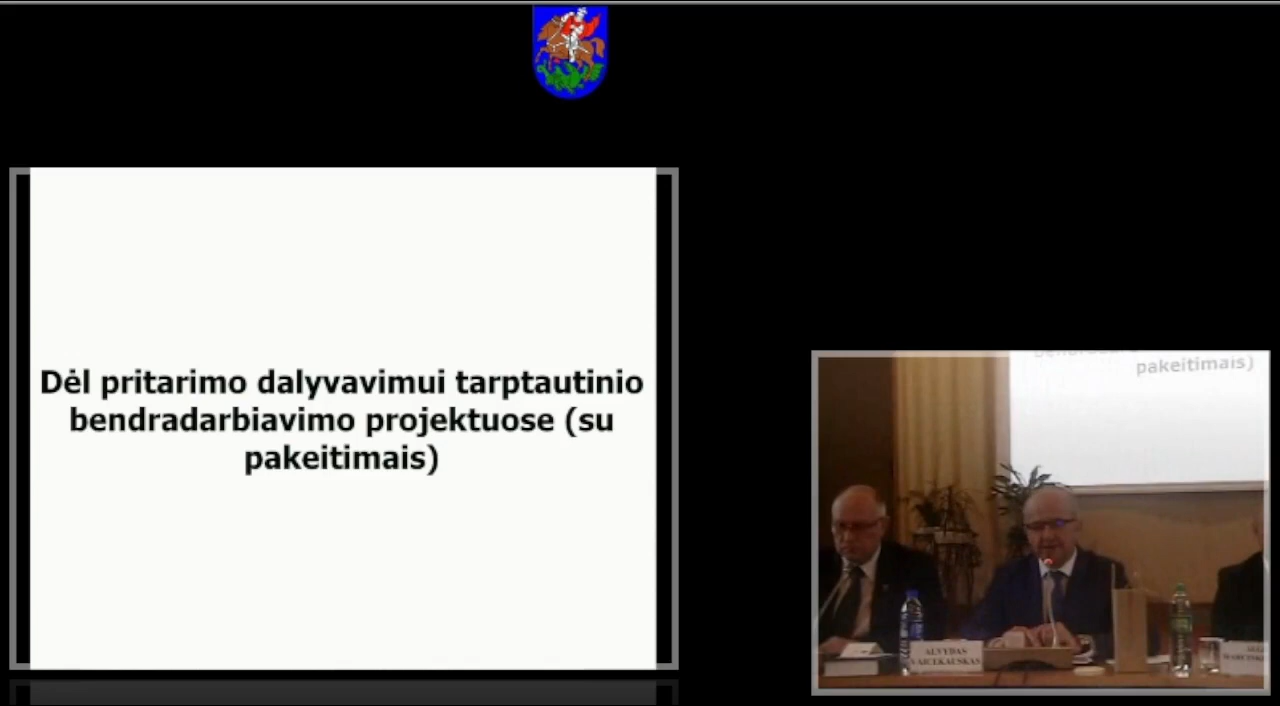 Dėl pritarimo dalyvavimui tarptautinio
bendradarbiavimo projektuose (su
pakeitimais)
pakeitimais)
ALVYDAS
VAICEKAUSKAS